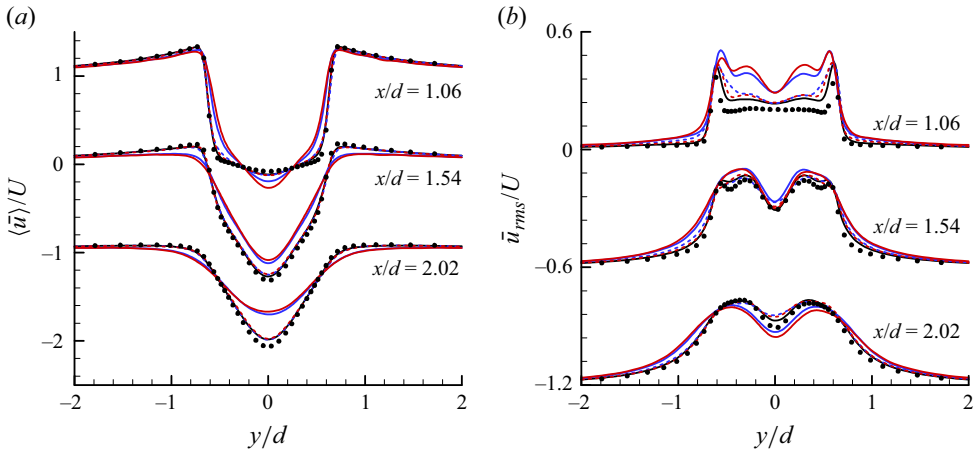 (a)
1
0
−1
−2
−2
−1
0
1
2
⟨ū⟩/U
y/d
x/d = 1.06
x/d = 1.54
x/d = 2.02
(b)
0.6
0
−0.6
−1.2
−2
−1
0
1
2
ū_rms/U
y/d
x/d = 1.06
x/d = 1.54
x/d = 2.02